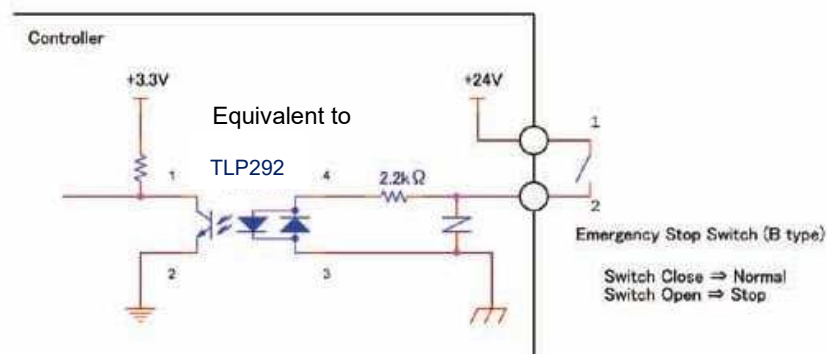 Controller
+3.3V
+24V
Equivalent to
TLP292
1
4
2.2kΩ
1
2
2
3
Emergency Stop Switch (B type)
Switch Close ⇒ Normal
Switch Open ⇒ Stop